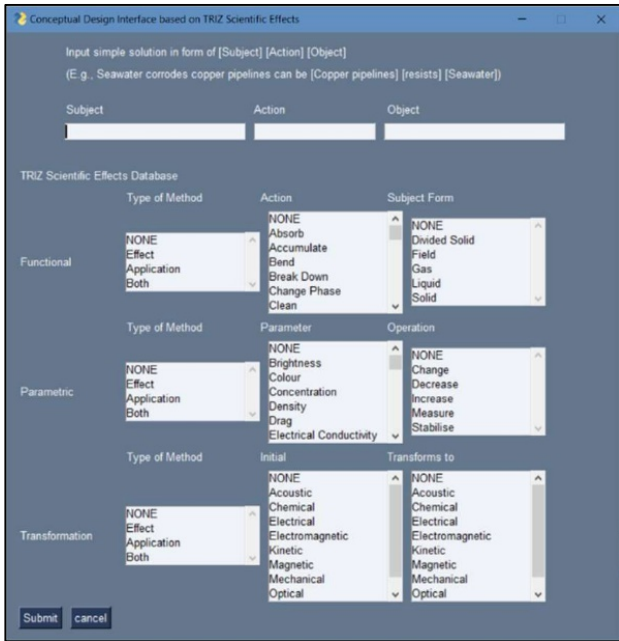 Conceptual Design Interface based on TRIZ Scientific Effects
Input simple solution in form of [Subject] [Action] [Object]
(E.g., Seawater corrodes copper pipelines can be [Copper pipelines] [resists] [Seawater])
Subject Action Object
TRIZ Scientific Effects Database
Type of Method Action Subject Form
Functional
NONE
Effect
Application
Both
NONE
Absorb
Accumulate
Bend
Break Down
Change Phase
Clean
NONE
Divided Solid
Field
Gas
Liquid
Solid
Type of Method Parameter Operation
Parametric
NONE
Effect
Application
Both
NONE
Brightness
Colour
Concentration
Density
Drag
Electrical Conductivity
NONE
Change
Decrease
Increase
Measure
Stabilise
Type of Method Initial Transforms to
Transformation
NONE
Effect
Application
Both
NONE
Acoustic
Chemical
Electrical
Electromagnetic
Kinetic
Magnetic
Mechanical
Optical
NONE
Acoustic
Chemical
Electrical
Electromagnetic
Kinetic
Magnetic
Mechanical
Optical
Submit cancel